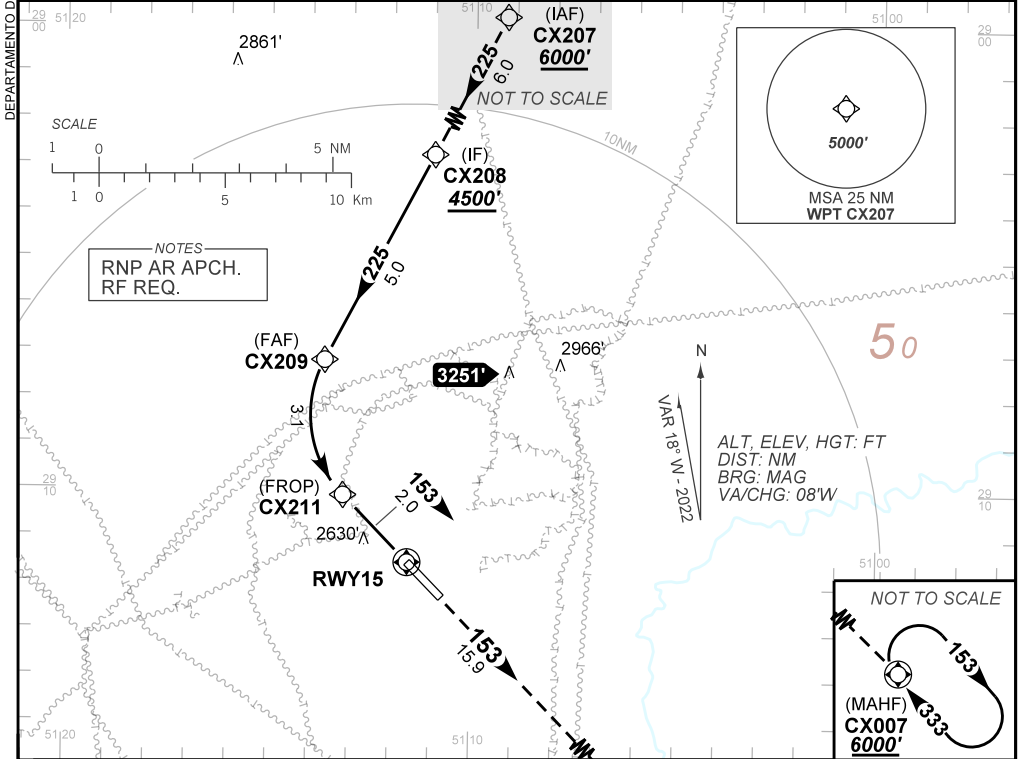 DEPARTAMENTO D
29
00
51 20
51 10
51 00
29
00
2861'
(IAF)
CX207
6000'
225
6.0
NOT TO SCALE
SCALE
1 0 5 NM
1 0 5 10 Km
10NM
(IF)
CX208
4500'
5000'
MSA 25 NM
WPT CX207
NOTES
RNP AR APCH.
RF REQ.
225
5.0
(FAF)
CX209
3251'
2966'
50
N
VAR 18° W - 2022
ALT, ELEV, HGT: FT
DIST: NM
BRG: MAG
VA/CHG: 08'W
3.1
29
10
(FROP)
CX211
153
2.0
29
10
2630'
RWY15
51 00
153
15.9
NOT TO SCALE
153
333
(MAHF)
CX007
6000'
51 20
51 10